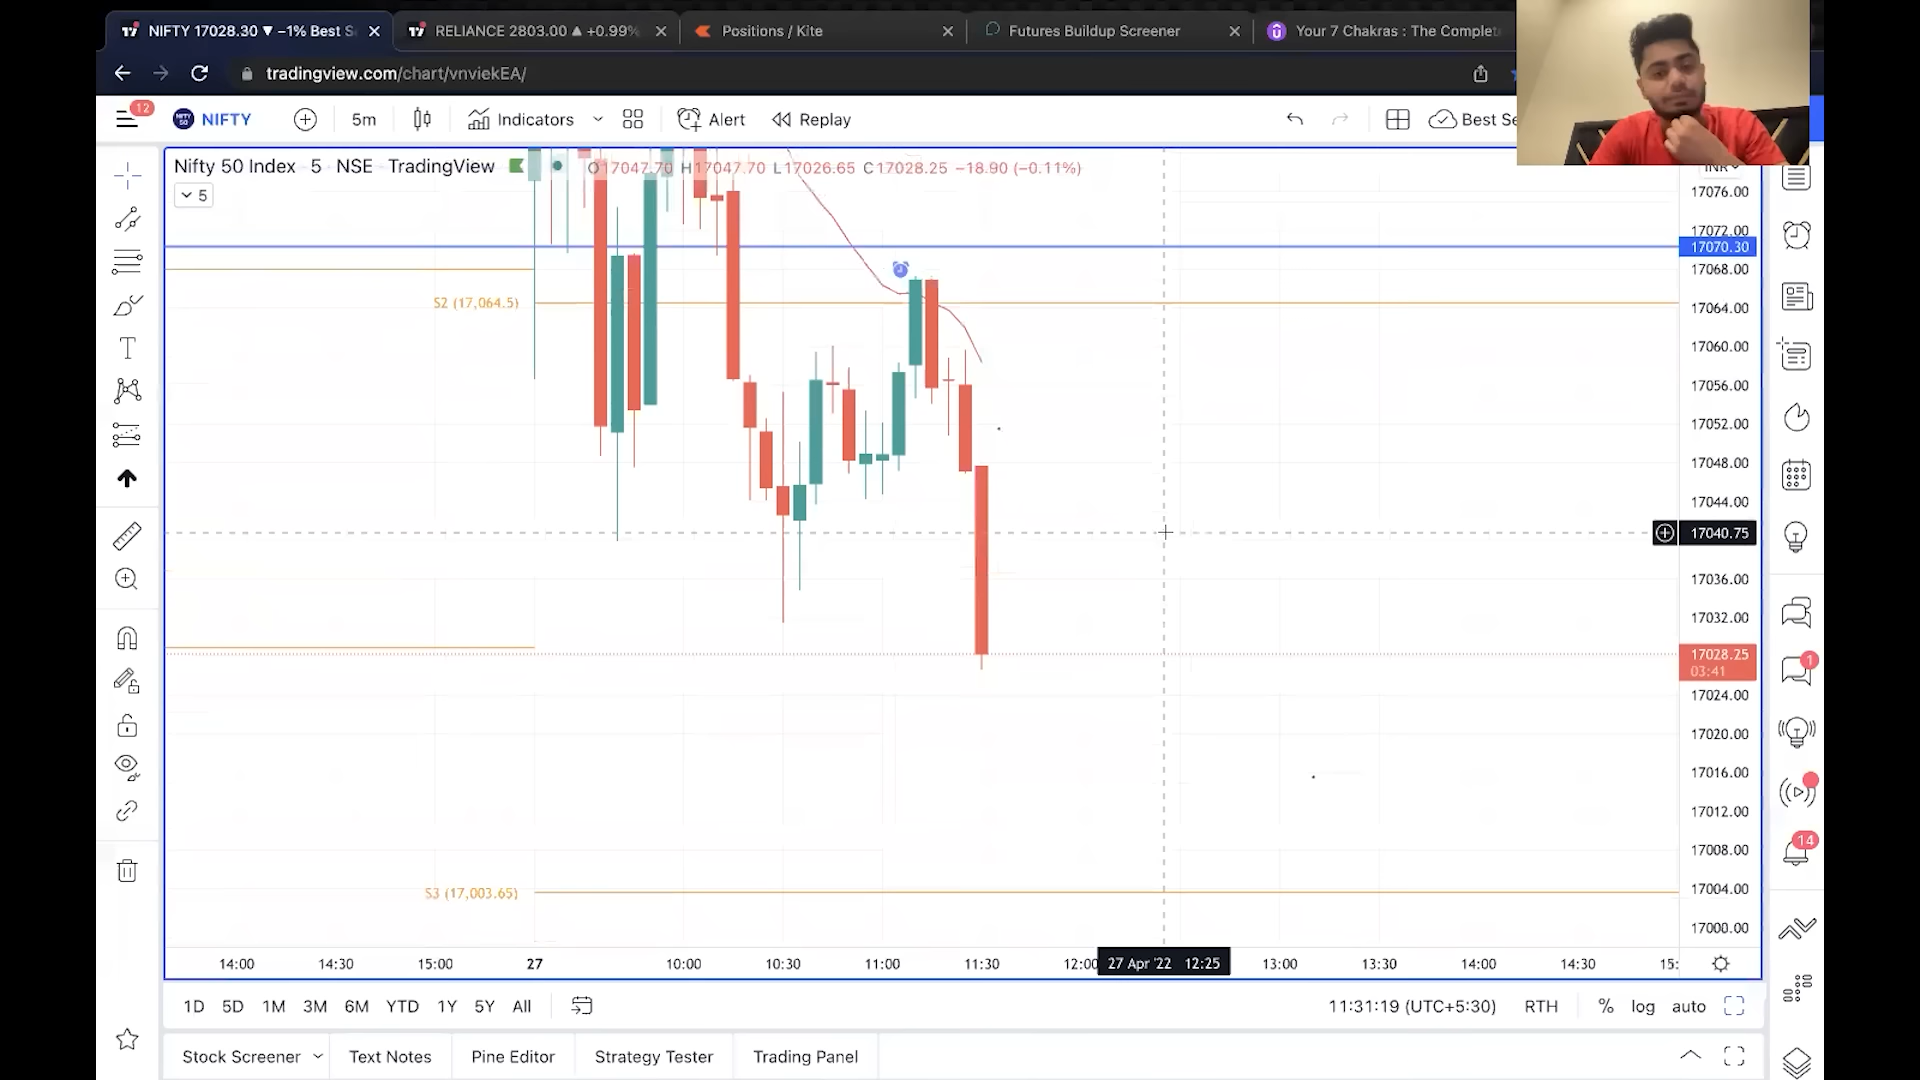 NIFTY 17028.30 ▼ −1% Best S
RELIANCE 2803.00 ▲ +0.99%
Positions / Kite
Futures Buildup Screener
Your 7 Chakras : The Complet
tradingview.com/chart/vnviekEA/
12
NIFTY
5m
Indicators
Alert
Replay
Best Se
Nifty 50 Index 5 NSE TradingView
O17047.70 H17047.70 L17026.65 C17028.25 −18.90 (−0.11%)
5
INR
17076.00
17072.00
17070.30
17068.00
S2 (17,064.5)
17064.00
17060.00
17056.00
17052.00
17048.00
17044.00
17040.75
17036.00
17032.00
17028.25
03:41
17024.00
17020.00
17016.00
17012.00
17008.00
S3 (17,003.65)
17004.00
17000.00
1
14
14:00 14:30 15:00 27 10:00 10:30 11:00 11:30 12:00 27 Apr '22 12:25 13:00 13:30 14:00 14:30 15:
1D 5D 1M 3M 6M YTD 1Y 5Y All
11:31:19 (UTC+5:30) RTH % log auto
Stock Screener Text Notes Pine Editor Strategy Tester Trading Panel